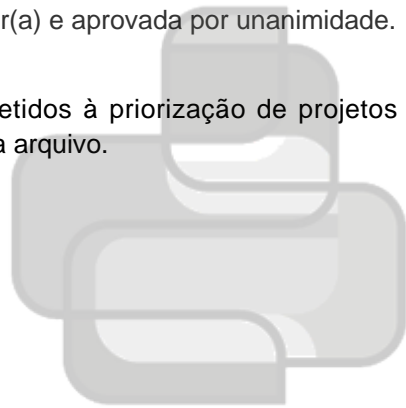 r(a) e aprovada por unanimidade.
etidos à priorização de projetos
a arquivo.